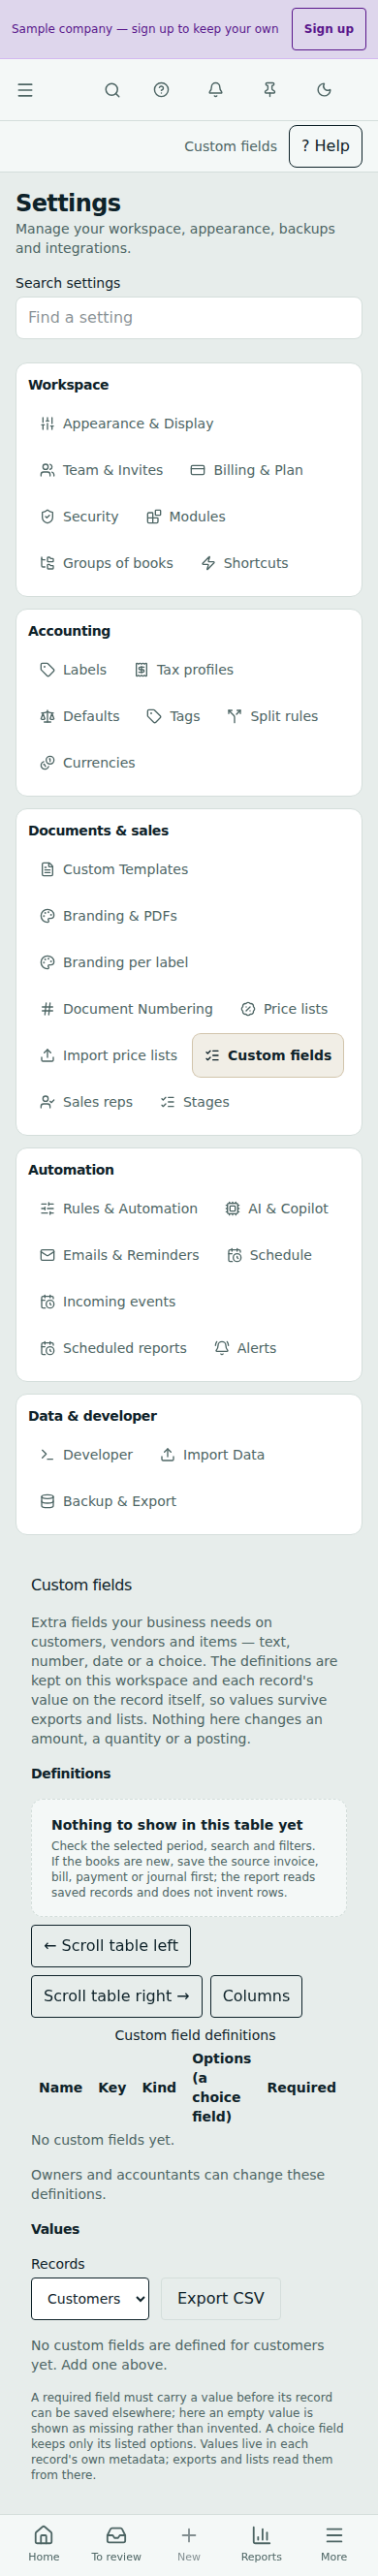 Sample company — sign up to keep your own
Sign up
Custom fields
? Help
Settings
Manage your workspace, appearance, backups
and integrations.
Search settings
Find a setting
Workspace
Appearance & Display
Team & Invites
Billing & Plan
Security
Modules
Groups of books
Shortcuts
Accounting
Labels
Tax profiles
Defaults
Tags
Split rules
Currencies
Documents & sales
Custom Templates
Branding & PDFs
Branding per label
Document Numbering
Price lists
Import price lists
Custom fields
Sales reps
Stages
Automation
Rules & Automation
AI & Copilot
Emails & Reminders
Schedule
Incoming events
Scheduled reports
Alerts
Data & developer
Developer
Import Data
Backup & Export
Custom fields
Extra fields your business needs on
customers, vendors and items — text,
number, date or a choice. The definitions are
kept on this workspace and each record's
value on the record itself, so values survive
exports and lists. Nothing here changes an
amount, a quantity or a posting.
Definitions
Nothing to show in this table yet
Check the selected period, search and filters.
If the books are new, save the source invoice,
bill, payment or journal first; the report reads
saved records and does not invent rows.
← Scroll table left
Scroll table right →
Columns
Custom field definitions
Name
Key
Kind
Options
(a
choice
field)
Required
No custom fields yet.
Owners and accountants can change these
definitions.
Values
Records
Customers
Export CSV
No custom fields are defined for customers
yet. Add one above.
A required field must carry a value before its record
can be saved elsewhere; here an empty value is
shown as missing rather than invented. A choice field
keeps only its listed options. Values live in each
record's own metadata; exports and lists read them
from there.
Home
To review
New
Reports
More